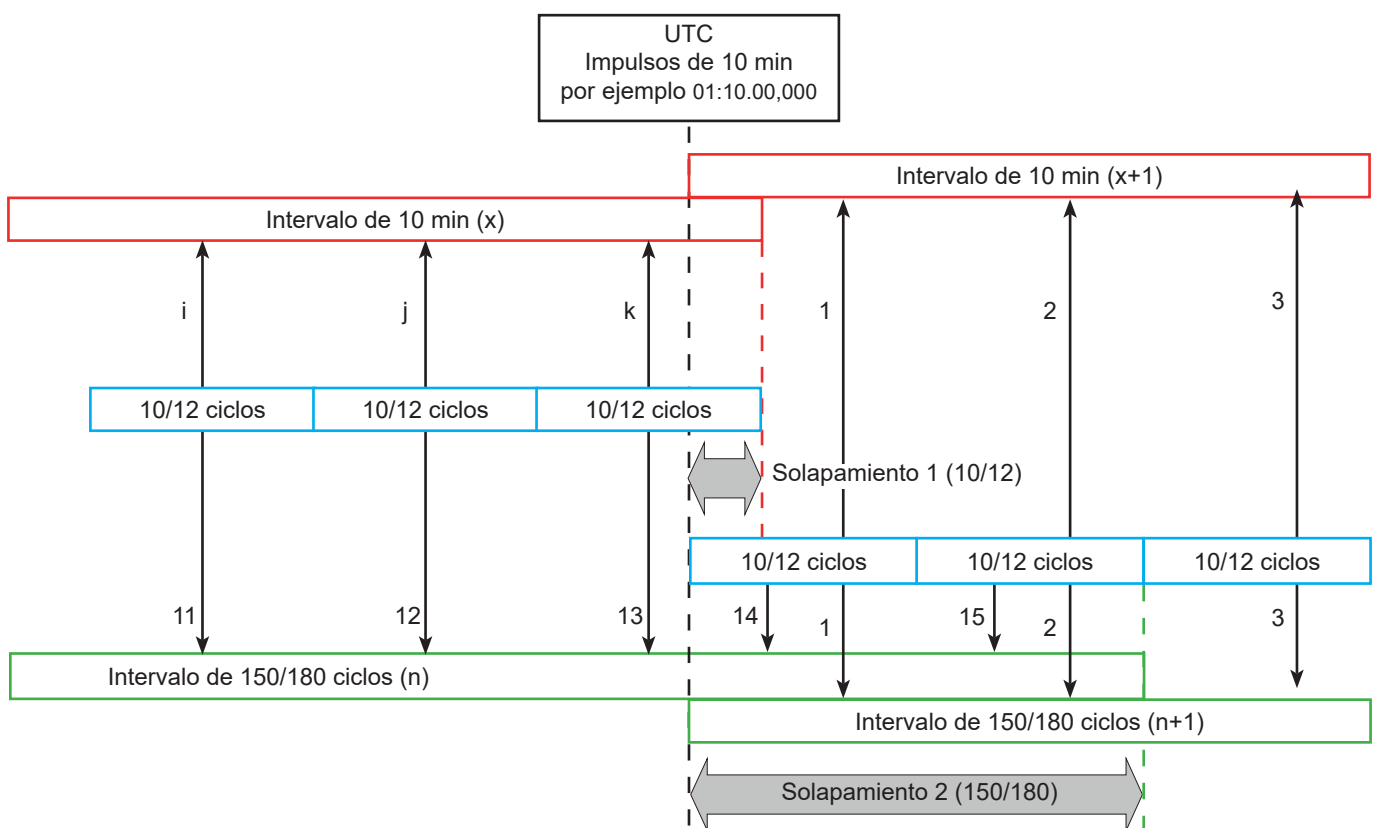 UTC
Impulsos de 10 min
por ejemplo 01:10.00,000
Intervalo de 10 min (x+1)
Intervalo de 10 min (x)
i
j
k
1
2
3
10/12 ciclos
10/12 ciclos
10/12 ciclos
Solapamiento 1 (10/12)
10/12 ciclos
10/12 ciclos
10/12 ciclos
11
12
13
14
1
15
2
3
Intervalo de 150/180 ciclos (n)
Intervalo de 150/180 ciclos (n+1)
Solapamiento 2 (150/180)